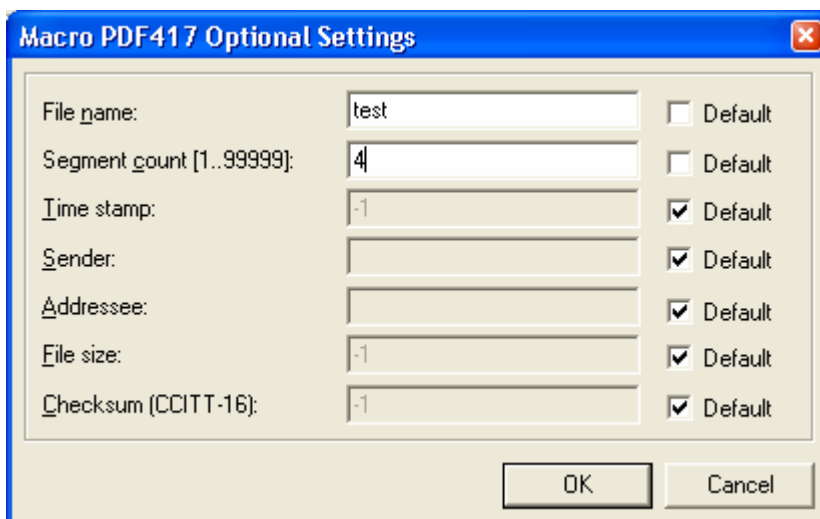 Macro PDF417 Optional Settings
File name: test Default
Segment count [1..99999]: 4 Default
Time stamp: -1 Default
Sender: Default
Addressee: Default
File size: -1 Default
Checksum (CCITT-16): -1 Default
OK Cancel